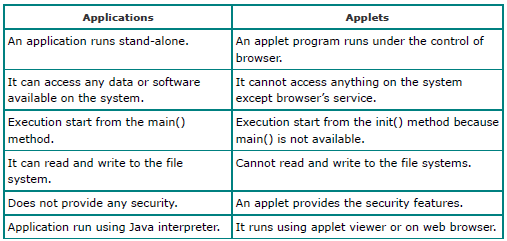 Applications
Applets
An application runs stand-alone.
An applet program runs under the control of
browser.
It can access any data or software
available on the system.
It cannot access anything on the system
except browser's service.
Execution start from the main()
method.
Execution start from the init() method because
main() is not available.
It can read and write to the file
system.
Cannot read and write to the file systems.
Does not provide any security.
An applet provides the security features.
Application run using Java interpreter.
It runs using applet viewer or on web browser.